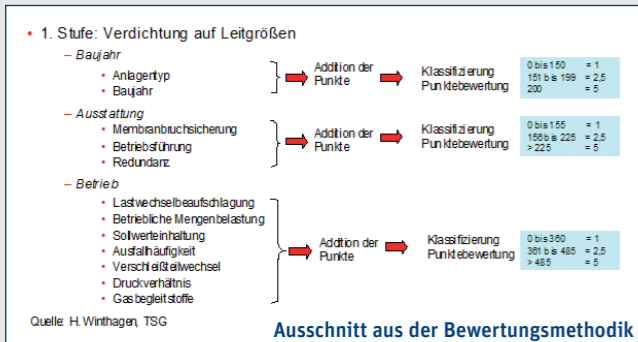 • 1. Stufe: Verdichtung auf Leitgrößen
– Baujahr
• Anlagentyp
• Baujahr
Addition der Punkte
Klassifizierung Punktebewertung
0 bis 150 = 1
151 bis 199 = 2,5
200 = 5
– Ausstattung
• Membranbruchsicherung
• Betriebsführung
• Redundanz
Addition der Punkte
Klassifizierung Punktebewertung
0 bis 155 = 1
156 bis 225 = 2,5
> 225 = 5
– Betrieb
• Lastwechselbeaufschlagung
• Betriebliche Mengenbelastung
• Sollwerteinhaltung
• Ausfallhäufigkeit
• Verschleißteilwechsel
• Druckverhältnis
• Gasbegleitstoffe
Addition der Punkte
Klassifizierung Punktebewertung
0 bis 360 = 1
361 bis 485 = 2,5
> 485 = 5
Quelle: H. Winthagen, TSG
Ausschnitt aus der Bewertungsmethodik